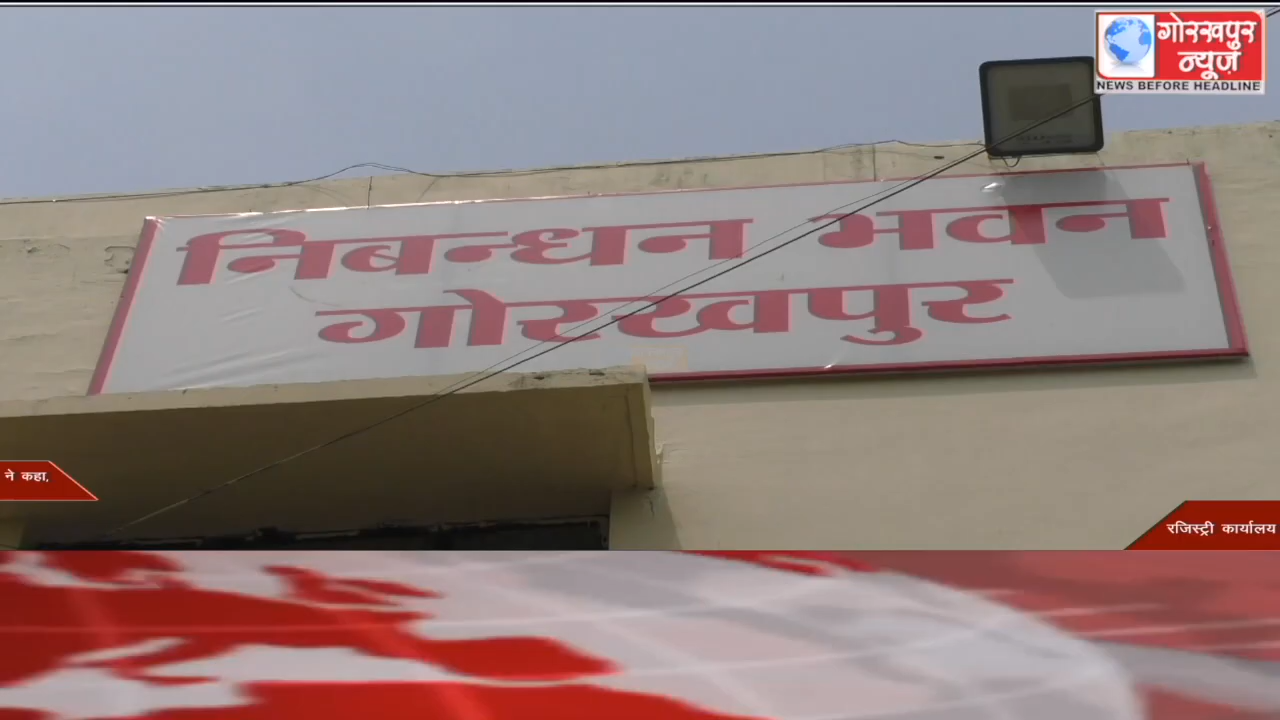 गोरखपुर
न्यूज़
NEWS BEFORE HEADLINE
निबन्धन भवन
गोरखपुर
ने कहा,
रजिस्ट्री कार्यालय